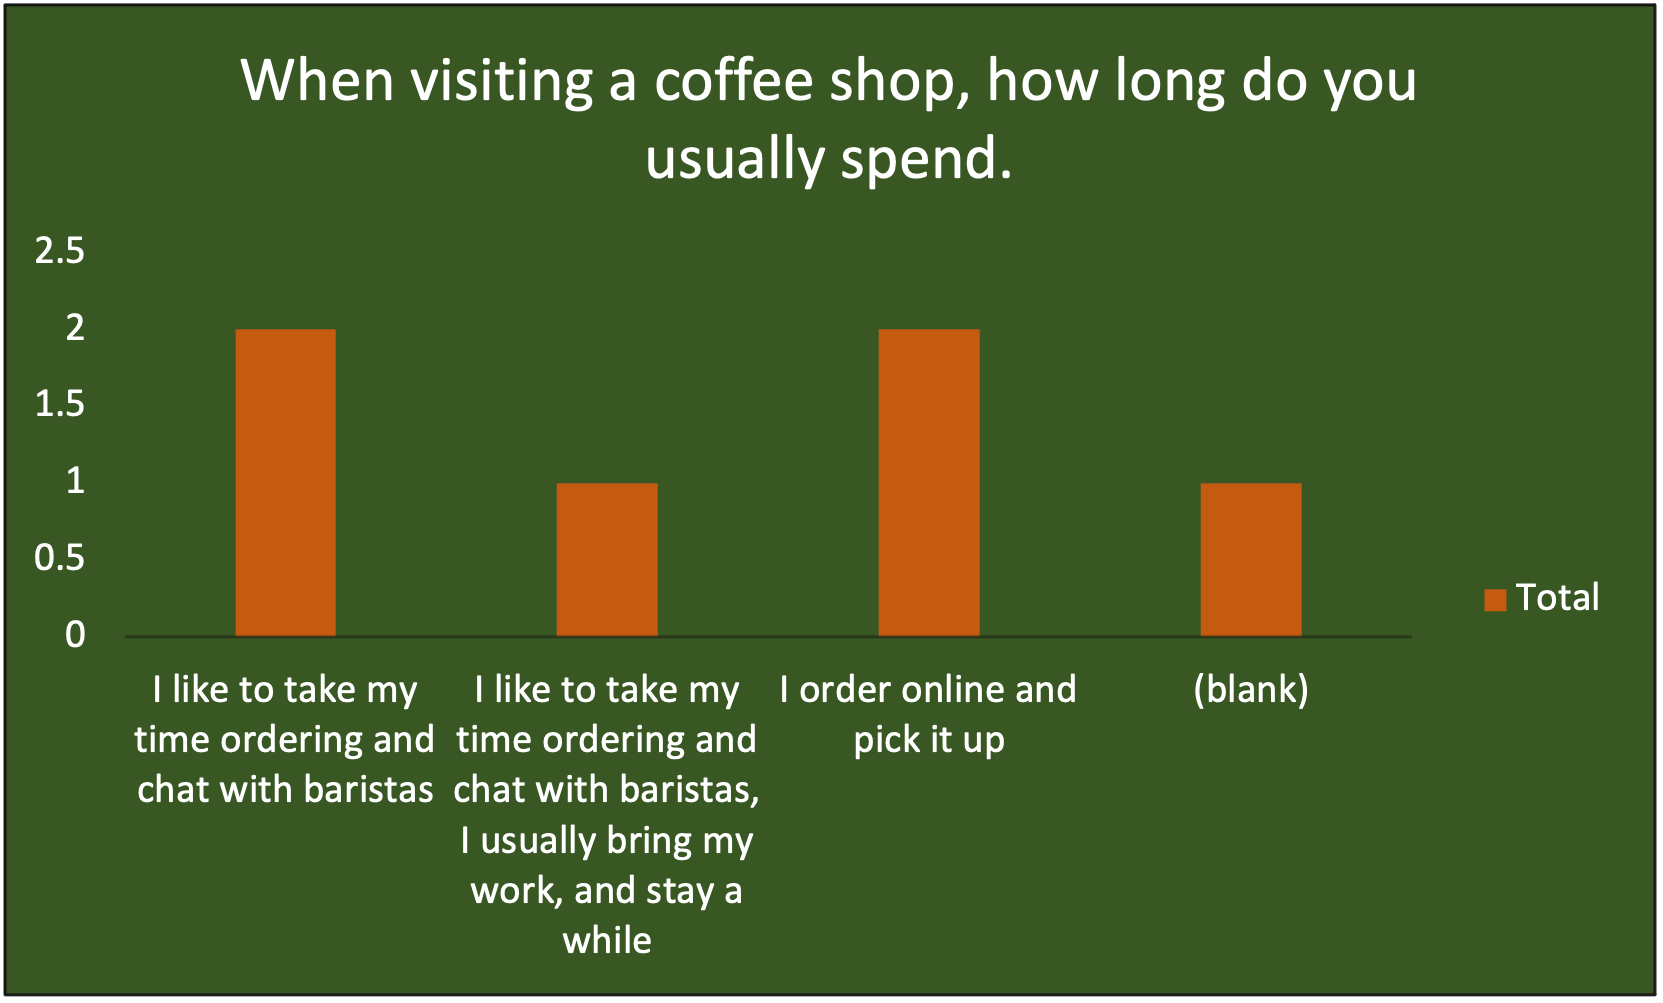 When visiting a coffee shop, how long do you
usually spend.
2.5
2
1.5
1
0.5
0
I like to take my
time ordering and
chat with baristas
I like to take my
time ordering and
chat with baristas,
I usually bring my
work, and stay a
while
I order online and
pick it up
(blank)
Total